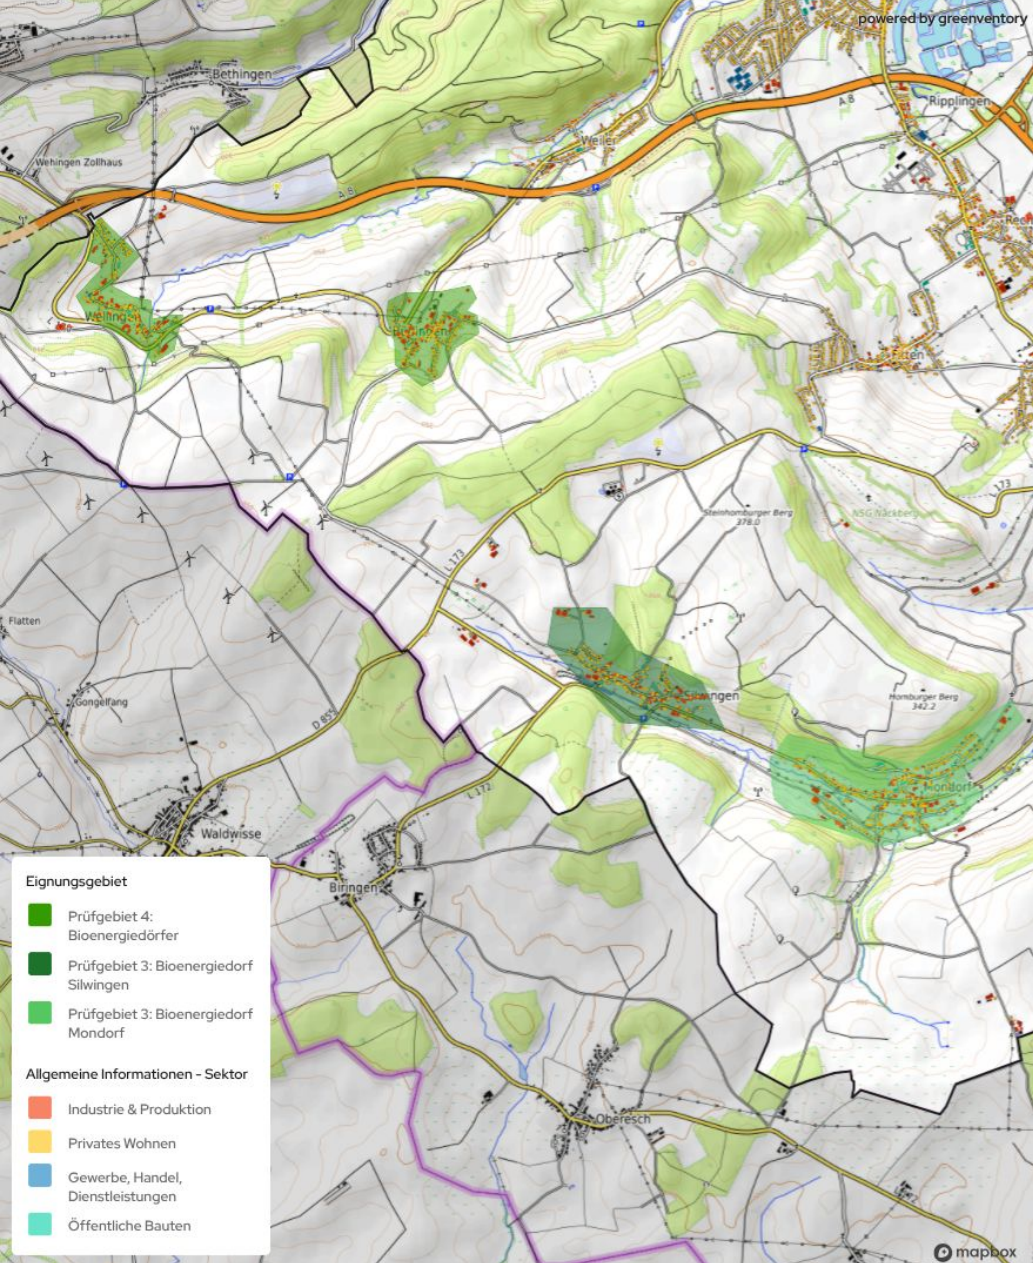 powered by greenventory
Bethingen
A 8
Ripplingen
Weiler
Wehingen Zollhaus
A 8
Fitten
L 173
Steinhomburger Berg
378.0
NSG Nackberg
L 173
Flatten
Silwingen
Gongelfang
Homburger Berg
342.2
D 855
Mondorf
L 172
Waldwisse
Biringen
Oberesch
Eignungsgebiet
Prüfgebiet 4:
Bioenergiedörfer
Prüfgebiet 3: Bioenergiedorf
Silwingen
Prüfgebiet 3: Bioenergiedorf
Mondorf
Allgemeine Informationen - Sektor
Industrie & Produktion
Privates Wohnen
Gewerbe, Handel,
Dienstleistungen
Öffentliche Bauten
mapbox